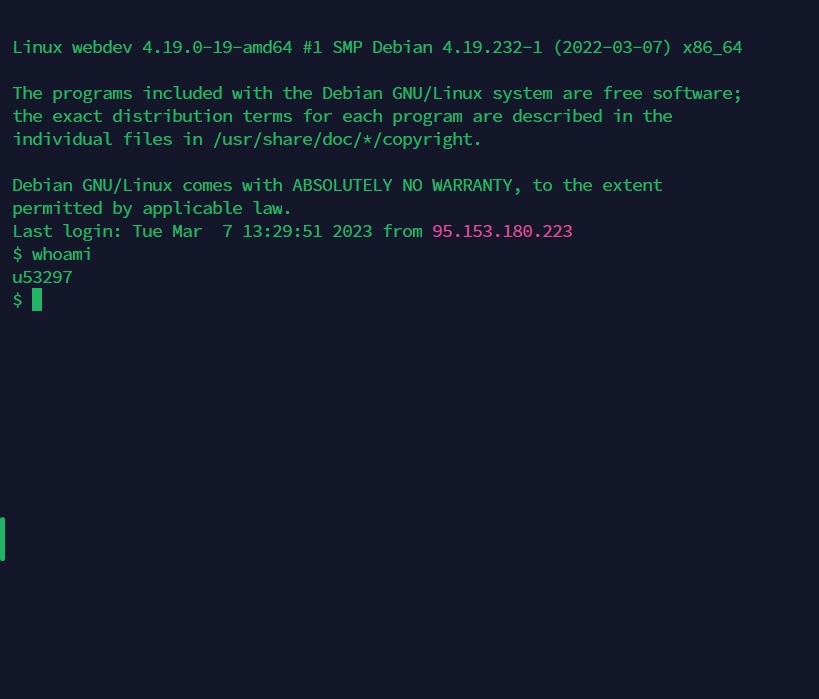 Linux webdev 4.19.0-19-amd64 #1 SMP Debian 4.19.232-1 (2022-03-07) x86_64
The programs included with the Debian GNU/Linux system are free software;
the exact distribution terms for each program are described in the
individual files in /usr/share/doc/*/copyright.
Debian GNU/Linux comes with ABSOLUTELY NO WARRANTY, to the extent
permitted by applicable law.
Last login: Tue Mar  7 13:29:51 2023 from 95.153.180.223
$ whoami
u53297
$